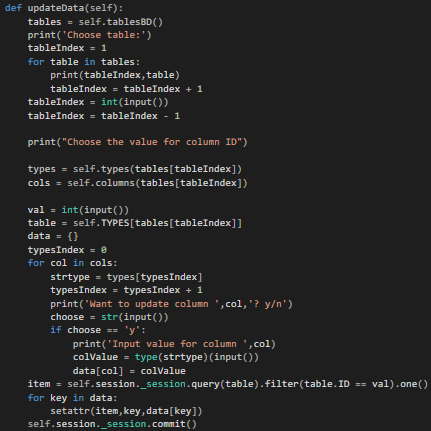 def updateData(self):
    tables = self.tablesBD()
    print('Choose table:')
    tableIndex = 1
    for table in tables:
        print(tableIndex,table)
        tableIndex = tableIndex + 1
    tableIndex = int(input())
    tableIndex = tableIndex - 1

    print("Choose the value for column ID")

    types = self.types(tables[tableIndex])
    cols = self.columns(tables[tableIndex])

    val = int(input())
    table = self.TYPES[tables[tableIndex]]
    data = {}
    typesIndex = 0
    for col in cols:
        strtype = types[typesIndex]
        typesIndex = typesIndex + 1
        print('Want to update column ',col,'? y/n')
        choose = str(input())
        if choose == 'y':
            print('Input value for column ',col)
            colValue = type(strtype)(input())
            data[col] = colValue
    item = self.session._session.query(table).filter(table.ID == val).one()
    for key in data:
        setattr(item,key,data[key])
    self.session._session.commit()